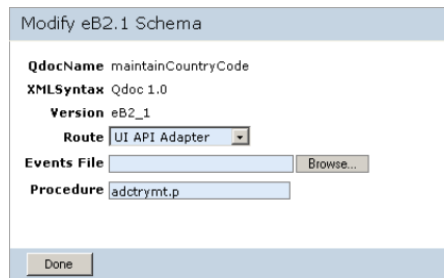 Modify eB2.1 Schema
QdocName maintainCountryCode
XMLSyntax Qdoc 1.0
Version eB2_1
Route UI API Adapter
Events File Browse...
Procedure adctrymt.p
Done